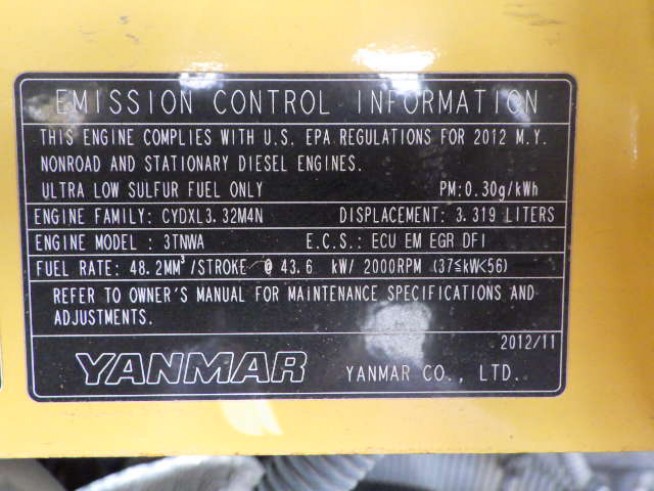 EMISSION CONTROL INFORMATION
THIS ENGINE COMPLIES WITH U.S. EPA REGULATIONS FOR 2012 M.Y.
NONROAD AND STATIONARY DIESEL ENGINES.
ULTRA LOW SULFUR FUEL ONLY PM:0.30g/kWh
ENGINE FAMILY: CYDXL3.32M4N DISPLACEMENT: 3.319 LITERS
ENGINE MODEL : 3TNWA E.C.S.: ECU EM EGR DFI
FUEL RATE: 48.2MM³/STROKE @ 43.6 kW/ 2000RPM (37≦kW<56)
REFER TO OWNER'S MANUAL FOR MAINTENANCE SPECIFICATIONS AND
ADJUSTMENTS.
2012/11
YANMAR YANMAR CO., LTD.